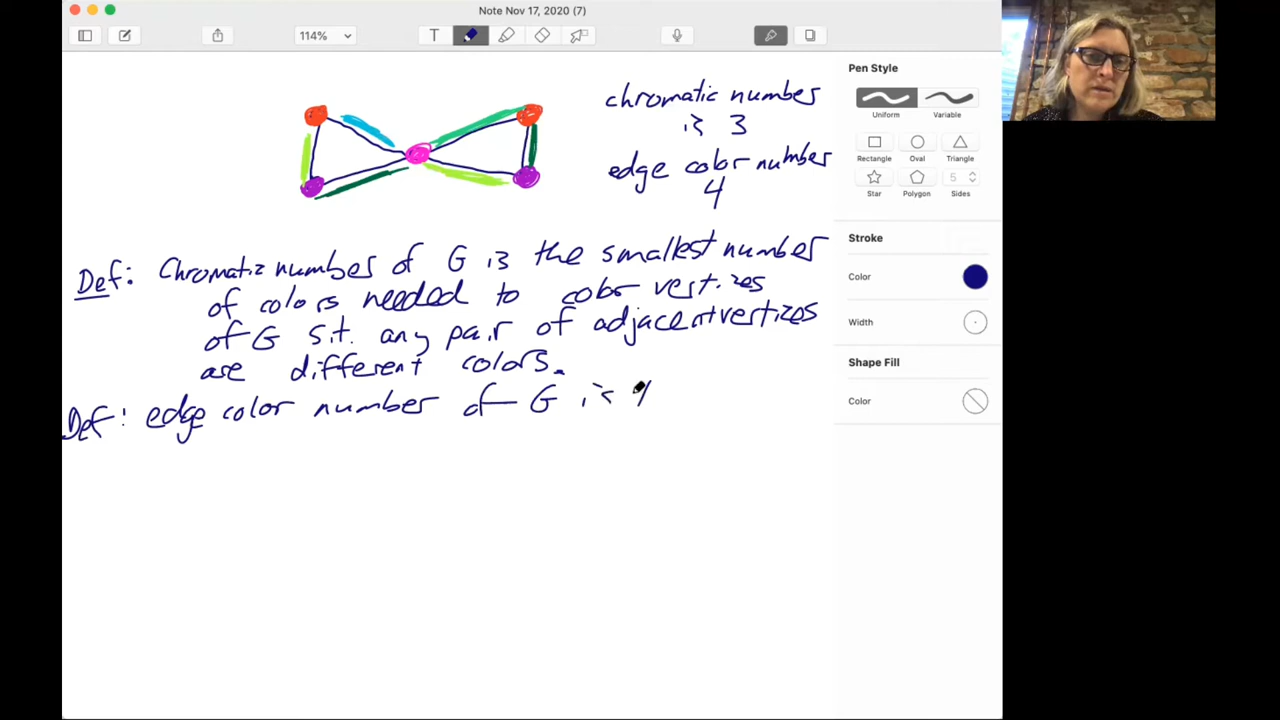 Note Nov 17, 2020 (7)
114%
T
chromatic number
is 3
edge color number
4
Def: Chromatic number of G is the smallest number
of colors needed to color vertizes
of G s.t. any pair of adjacent vertizes
are different colors.
Def: edge color number of G is
Pen Style
Uniform
Variable
Rectangle
Oval
Triangle
Star
Polygon
5
Sides
Stroke
Color
Width
Shape Fill
Color